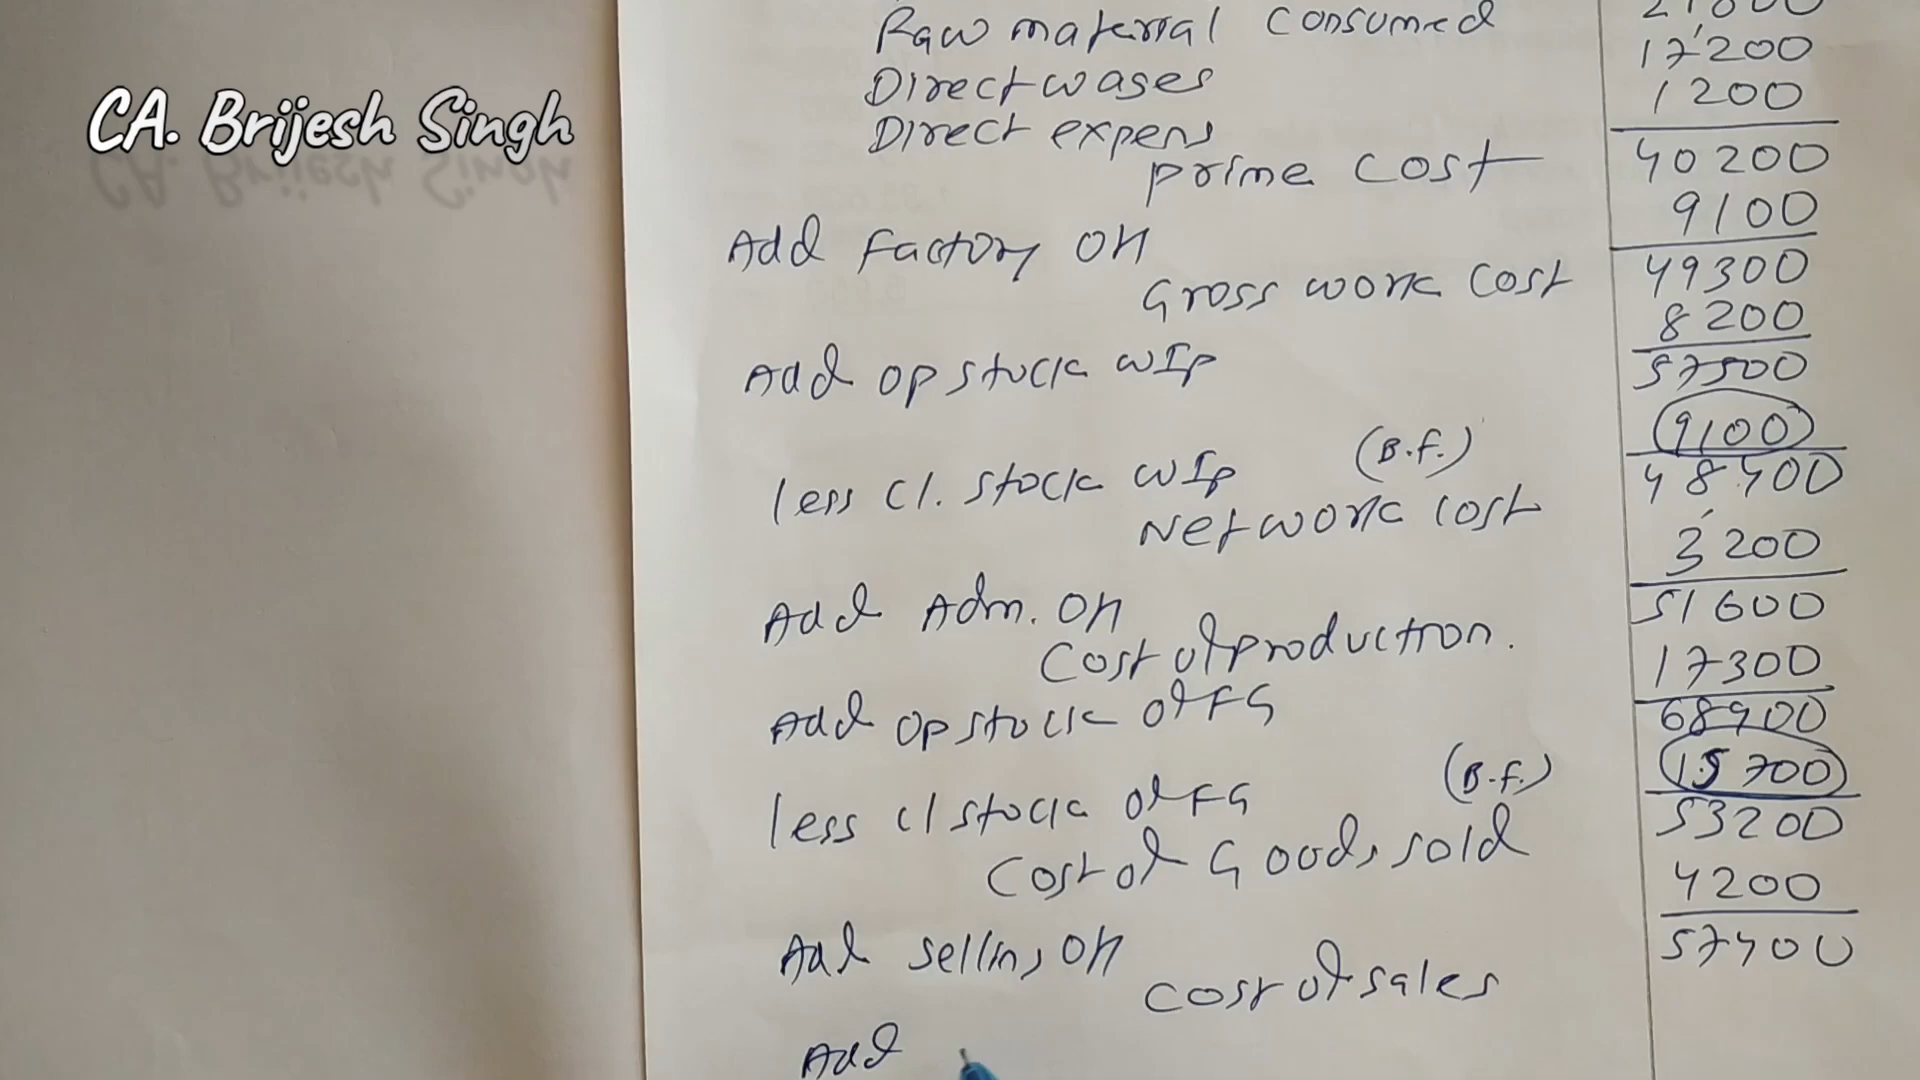 CA. Brijesh Singh
Raw material consumed 21800
Direct wages 17200
Direct expens 1200
Prime cost 40200
Add Factory OH 9100
Gross work cost 49300
Add op stock WIP 8200
57500
less cl. stock WIP (B.f.) 9100
Net work cost 48400
Add Adm. OH 3200
Cost of production. 51600
Add op stock of FG 17300
68900
less cl stock of FG (B.f.) 15700
Cost of Goods sold 53200
Add selling OH 4200
Cost of sales 57400
Add